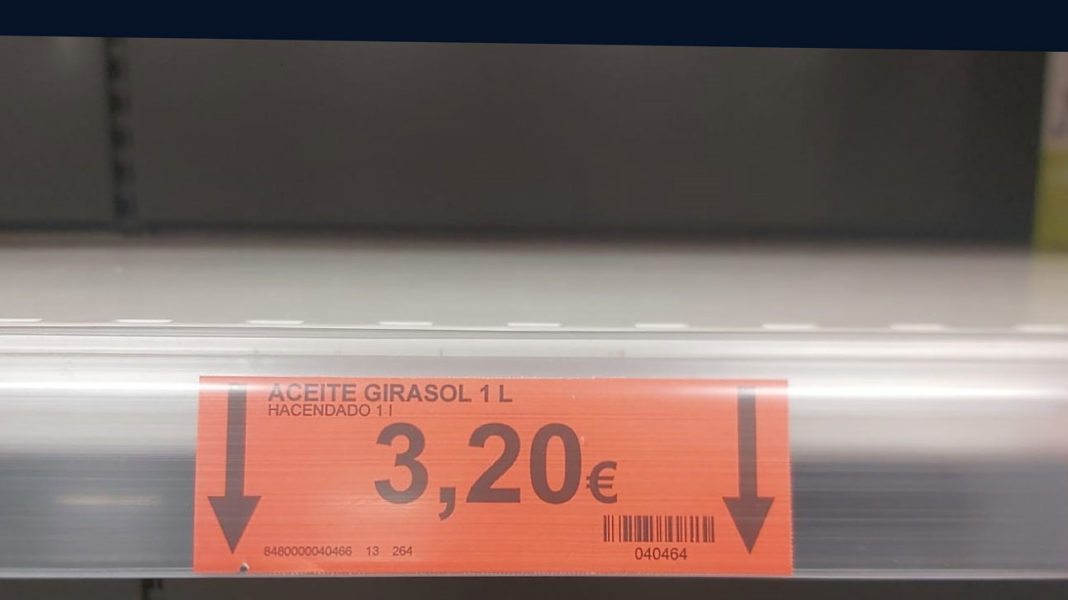 ACEITE GIRASOL 1 L
HACENDADO 1 l
3,20€
8480000040466 13 264
040464